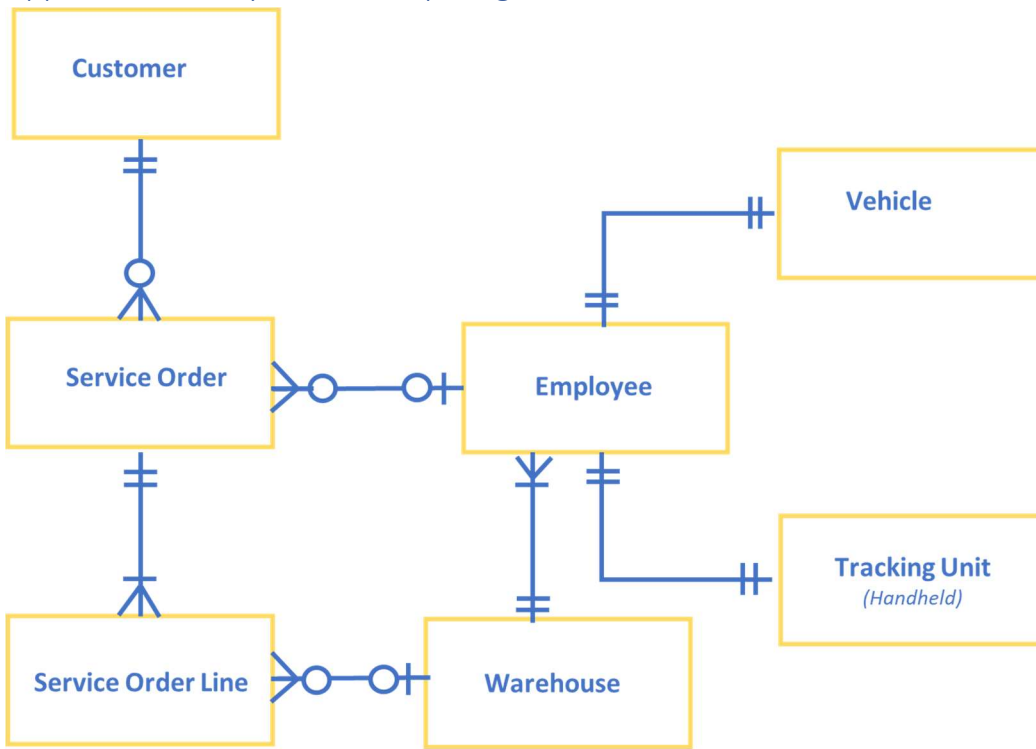 Customer
Vehicle
Service Order
Employee
Tracking Unit
(Handheld)
Service Order Line
Warehouse